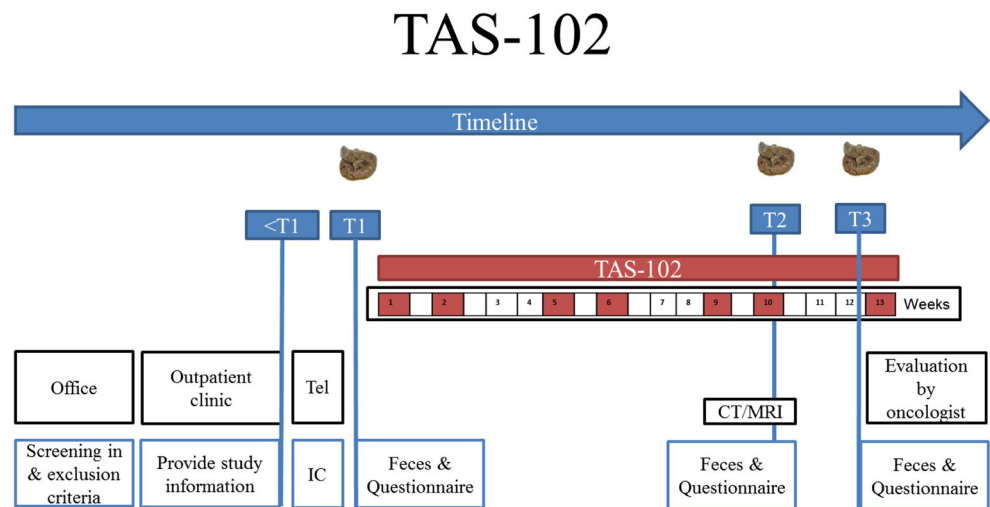 TAS-102
Timeline
<T1
T1
T2
T3
TAS-102
1 2 3 4 5 6 7 8 9 10 11 12 13 Weeks
Office
Outpatient
clinic
Tel
CT/MRI
Evaluation
by
oncologist
Screening in
& exclusion
criteria
Provide study
information
IC
Feces &
Questionnaire
Feces &
Questionnaire
Feces &
Questionnaire